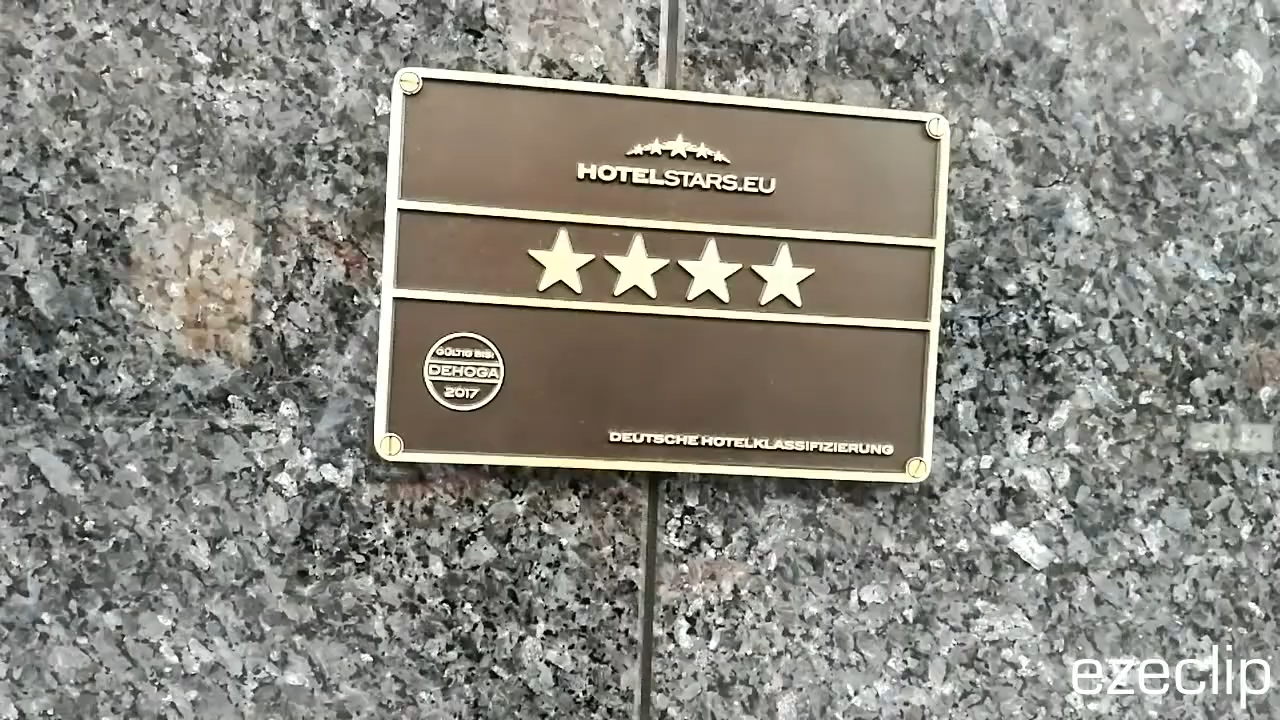 HOTELSTARS.EU
GÜLTIG BIS:
DEHOGA
2017
DEUTSCHE HOTELKLASSIFIZIERUNG
ezeclip